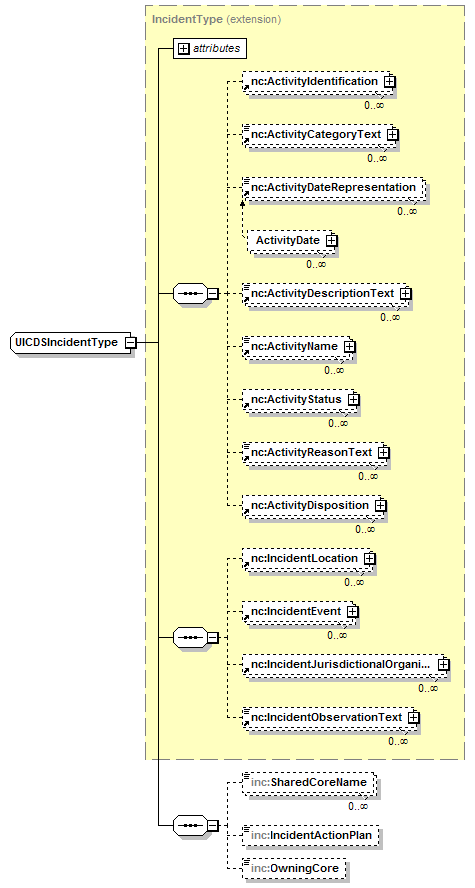 IncidentType (extension)
attributes
nc:ActivityIdentification
0..∞
nc:ActivityCategoryText
0..∞
nc:ActivityDateRepresentation
0..∞
ActivityDate
0..∞
nc:ActivityDescriptionText
0..∞
UICDSIncidentType
nc:ActivityName
0..∞
nc:ActivityStatus
0..∞
nc:ActivityReasonText
0..∞
nc:ActivityDisposition
0..∞
nc:IncidentLocation
0..∞
nc:IncidentEvent
0..∞
nc:IncidentJurisdictionalOrgani...
0..∞
nc:IncidentObservationText
0..∞
inc:SharedCoreName
0..∞
inc:IncidentActionPlan
inc:OwningCore